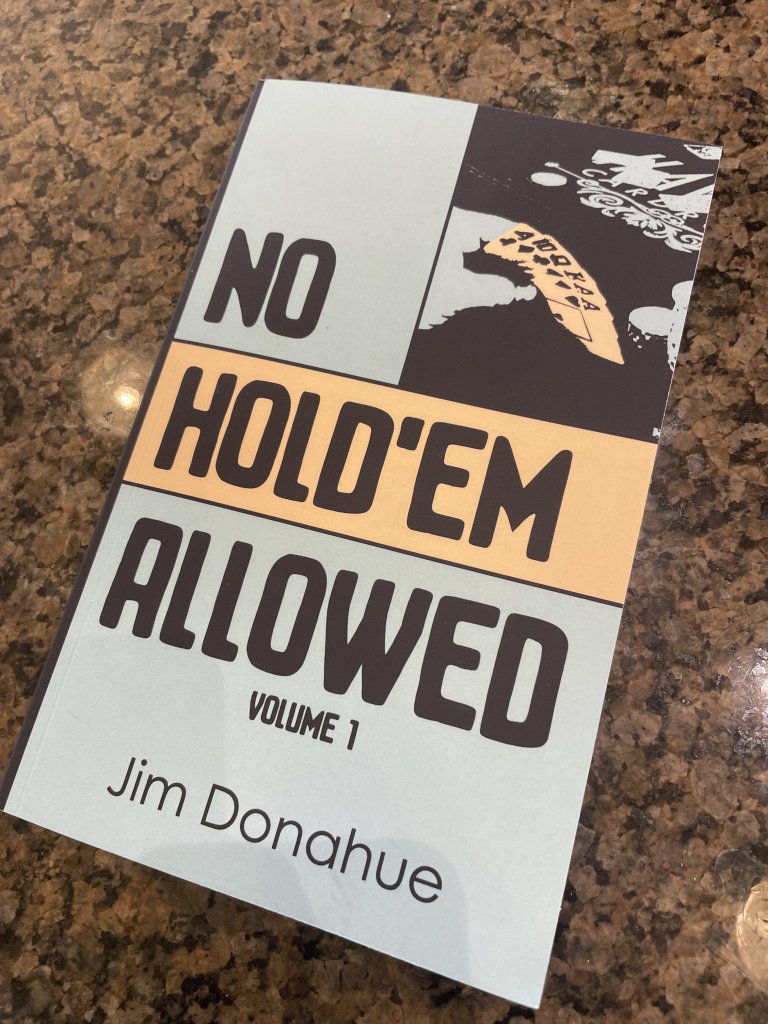 NO
HOLD'EM
ALLOWED
VOLUME 1
Jim Donahue